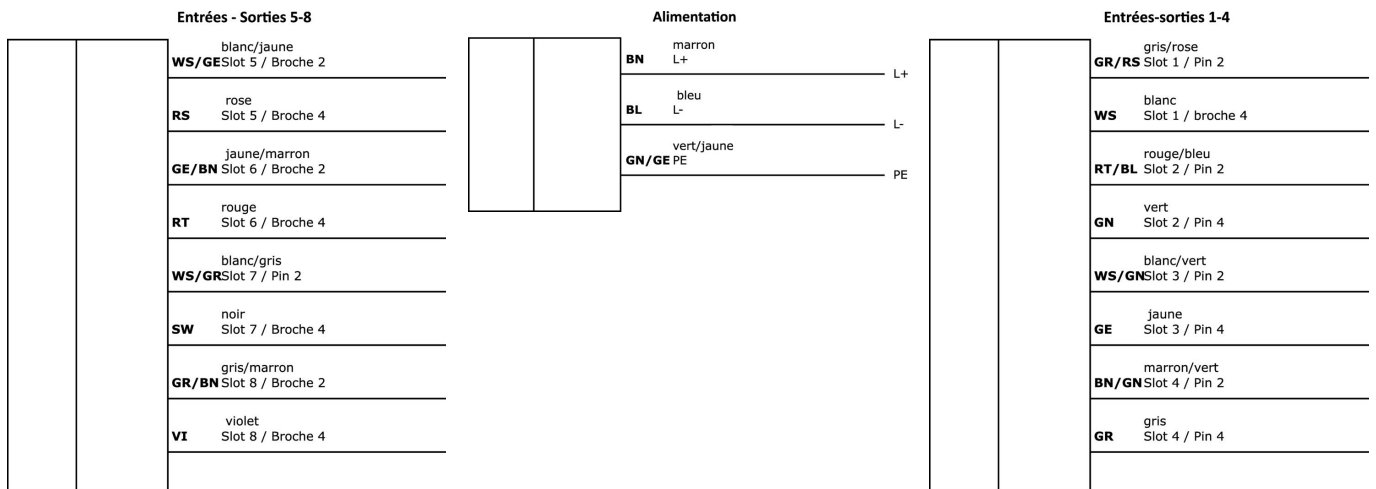 Entrées - Sorties 5-8
blanc/jaune
WS/GE Slot 5 / Broche 2
rose
RS Slot 5 / Broche 4
jaune/marron
GE/BN Slot 6 / Broche 2
rouge
RT Slot 6 / Broche 4
blanc/gris
WS/GR Slot 7 / Pin 2
noir
SW Slot 7 / Broche 4
gris/marron
GR/BN Slot 8 / Broche 2
violet
VI Slot 8 / Broche 4
Alimentation
marron
BN L+
L+
bleu
BL L-
L-
vert/jaune
GN/GE PE
PE
Entrées-sorties 1-4
gris/rose
GR/RS Slot 1 / Pin 2
blanc
WS Slot 1 / broche 4
rouge/bleu
RT/BL Slot 2 / Pin 2
vert
GN Slot 2 / Pin 4
blanc/vert
WS/GN Slot 3 / Pin 2
jaune
GE Slot 3 / Pin 4
marron/vert
BN/GN Slot 4 / Pin 2
gris
GR Slot 4 / Pin 4